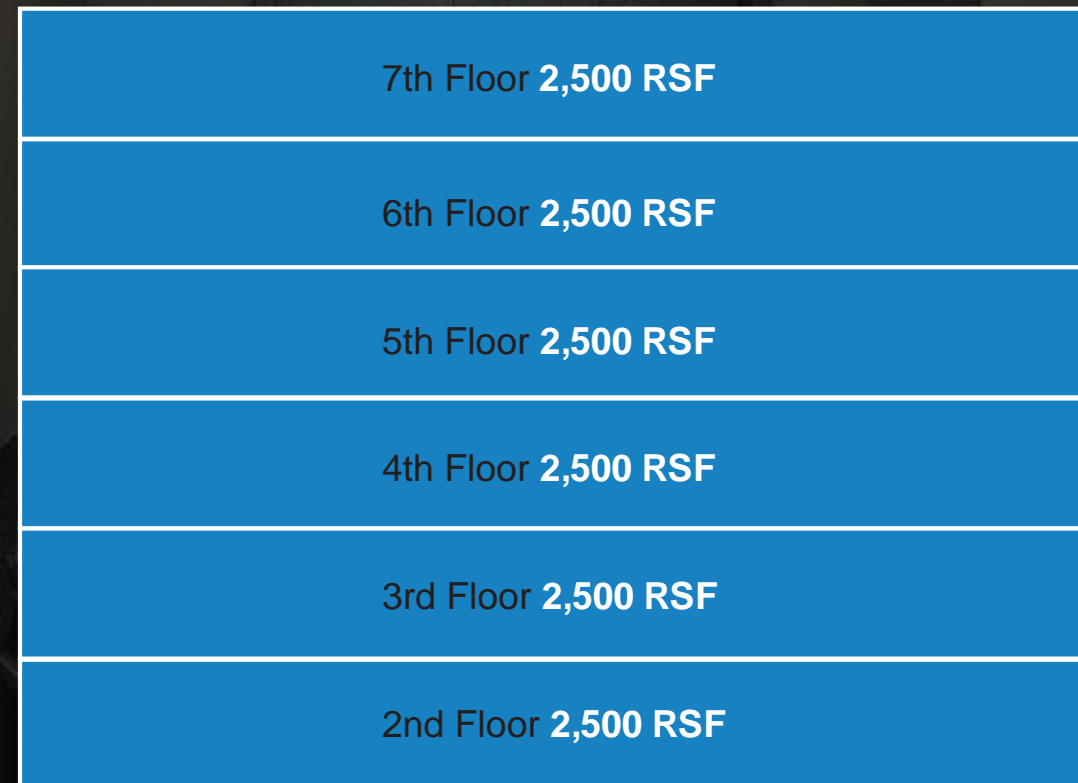 7th Floor 2,500 RSF
6th Floor 2,500 RSF
5th Floor 2,500 RSF
4th Floor 2,500 RSF
3rd Floor 2,500 RSF
2nd Floor 2,500 RSF